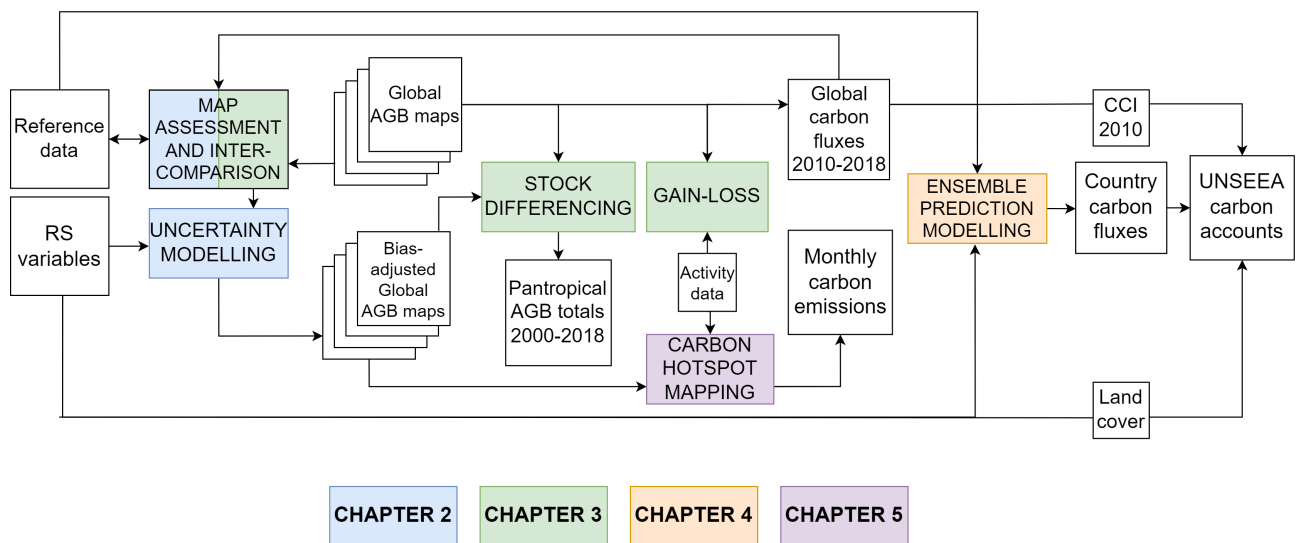 Reference
data
MAP
ASSESSMENT
AND INTER-
COMPARISON
Global
AGB maps
Global
carbon
fluxes
2010-2018
CCI
2010
RS
variables
UNCERTAINTY
MODELLING
Bias-
adjusted
Global
AGB maps
STOCK
DIFFERENCING
GAIN-LOSS
ENSEMBLE
PREDICTION
MODELLING
Country
carbon
fluxes
UNSEEA
carbon
accounts
Pantropical
AGB totals
2000-2018
Activity
data
Monthly
carbon
emissions
CARBON
HOTSPOT
MAPPING
Land
cover
CHAPTER 2
CHAPTER 3
CHAPTER 4
CHAPTER 5